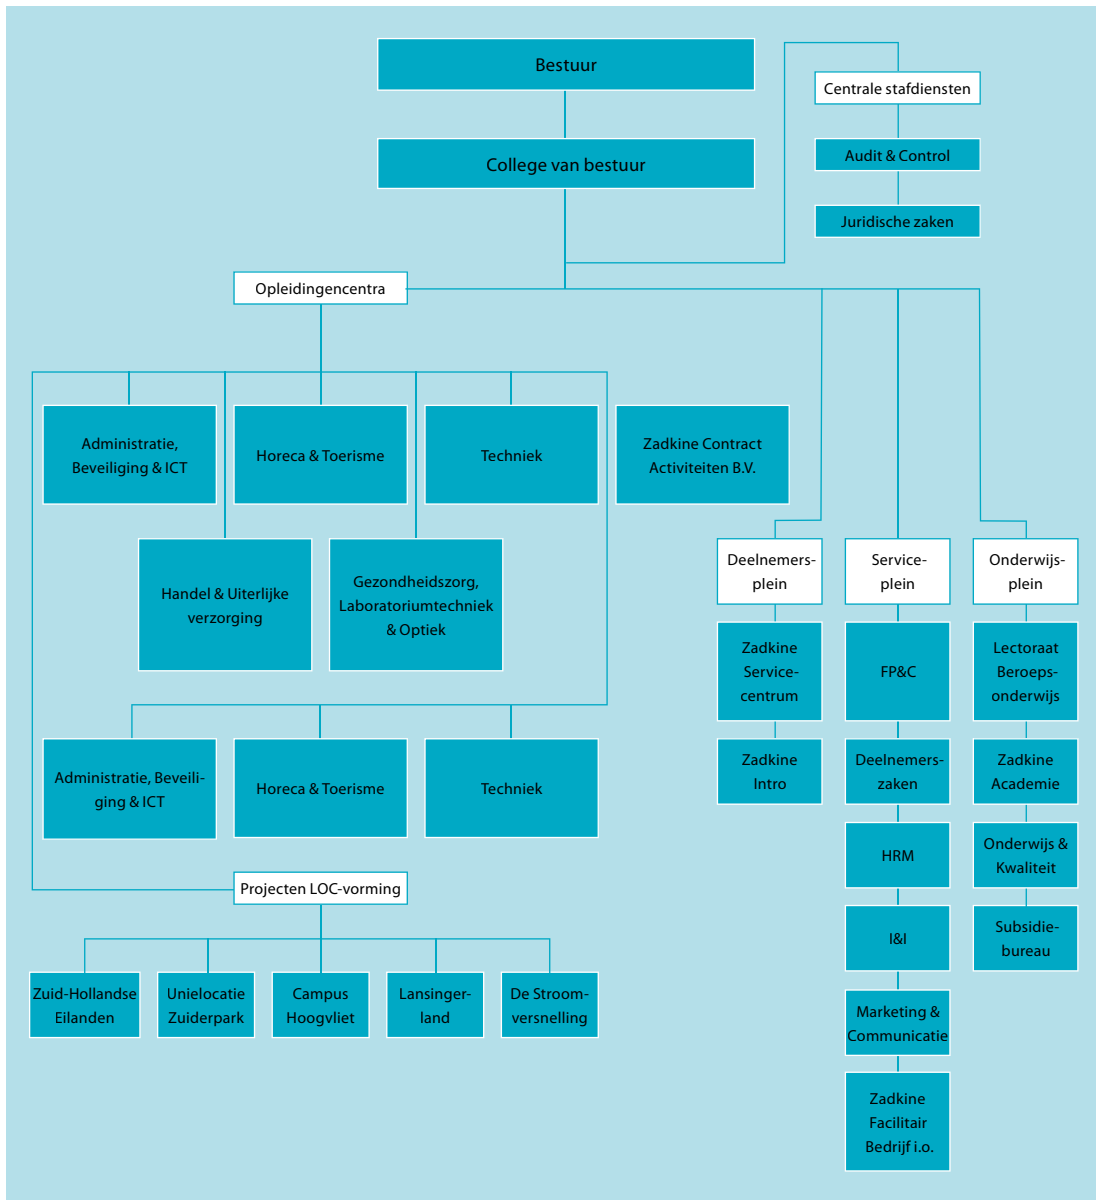 Bestuur
College van bestuur
Centrale stafdiensten
Audit & Control
Juridische zaken
Opleidingencentra
Administratie,
Beveiliging & ICT
Horeca & Toerisme
Techniek
Zadkine Contract
Activiteiten B.V.
Handel & Uiterlijke
verzorging
Gezondheidszorg,
Laboratoriumtechniek
& Optiek
Administratie, Beveili-
ging & ICT
Horeca & Toerisme
Techniek
Projecten LOC-vorming
Zuid-Hollandse
Eilanden
Unielocatie
Zuiderpark
Campus
Hoogvliet
Lansinger-
land
De Stroom-
versnelling
Deelnemers-
plein
Zadkine
Service-
centrum
Zadkine
Intro
Service-
plein
FP&C
Deelnemers-
zaken
HRM
I&I
Marketing &
Communicatie
Zadkine
Facilitair
Bedrijf i.o.
Onderwijs-
plein
Lectoraat
Beroeps-
onderwijs
Zadkine
Academie
Onderwijs &
Kwaliteit
Subsidie-
bureau